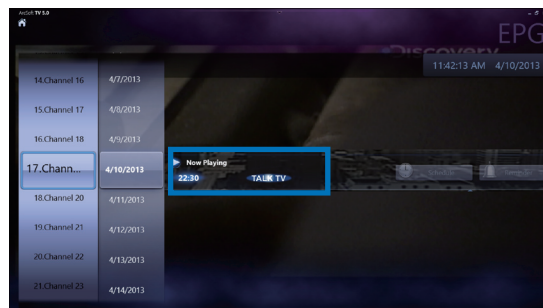 ArcSoft TV 5.0
EPG
Discovery
11:42:13 AM 4/10/2013
14.Channel 16 4/7/2013
15.Channel 17 4/8/2013
16.Channel 18 4/9/2013
Now Playing
17.Chann... 4/10/2013
22:30 TALK TV
Schedule
18.Channel 20 4/11/2013
19.Channel 21 4/12/2013
20.Channel 22 4/13/2013
21.Channel 23 4/14/2013